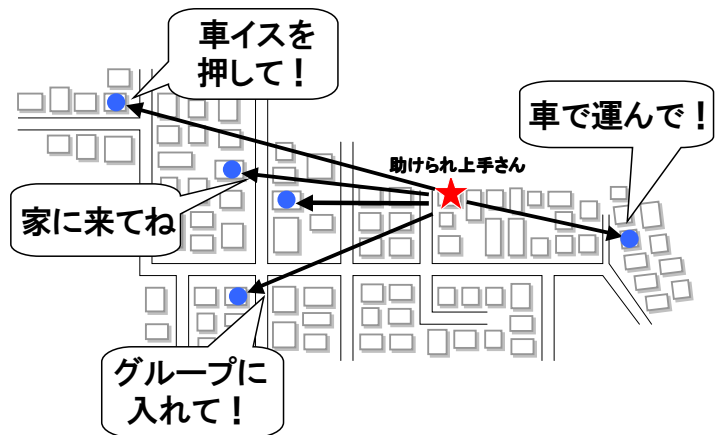 車イスを
押して！
車で運んで！
助けられ上手さん
家に来てね
グループに
入れて！